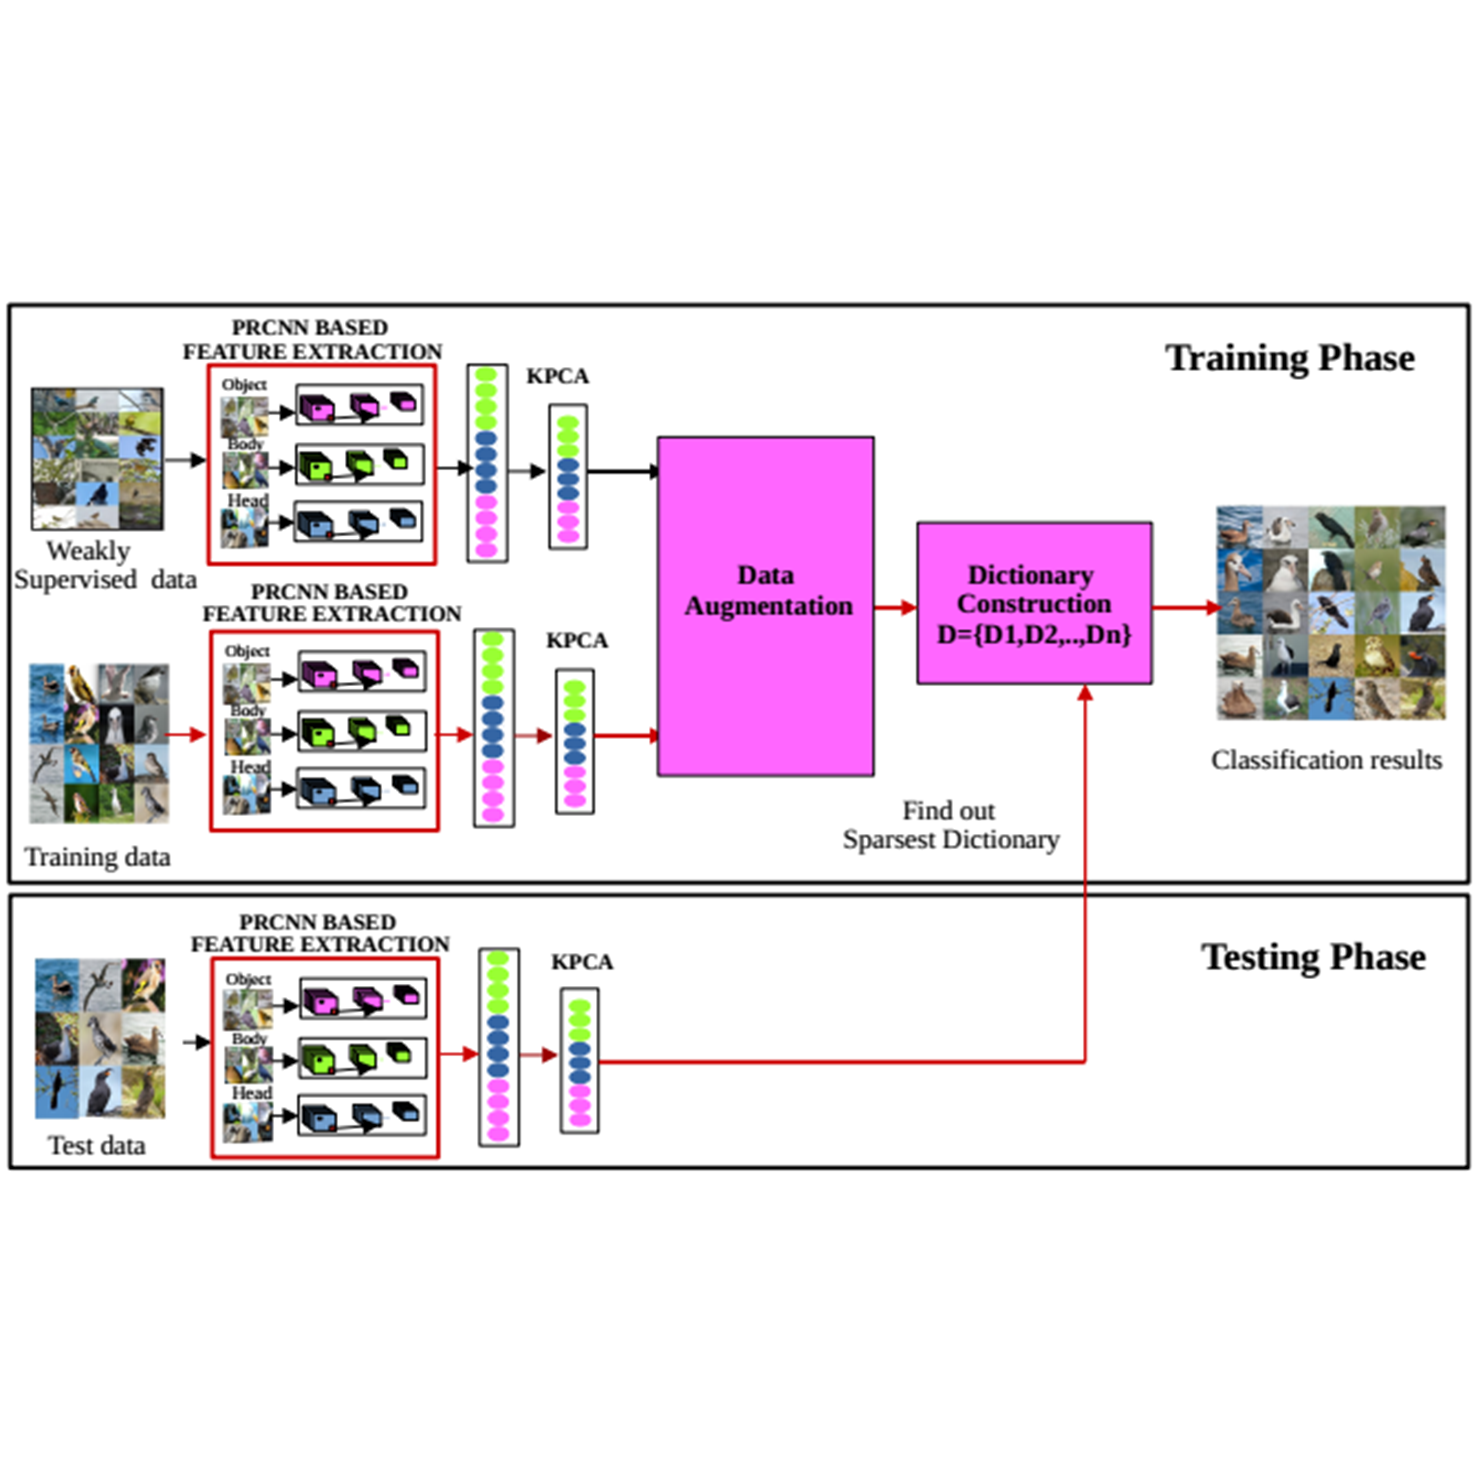 Training Phase
PRCNN BASED
FEATURE EXTRACTION
Object
Body
Head
KPCA
Weakly
Supervised data
PRCNN BASED
FEATURE EXTRACTION
Object
Body
Head
KPCA
Training data
Data
Augmentation
Dictionary
Construction
D={D1,D2,..,Dn}
Classification results
Find out
Sparsest Dictionary
Testing Phase
PRCNN BASED
FEATURE EXTRACTION
Object
Body
Head
KPCA
Test data